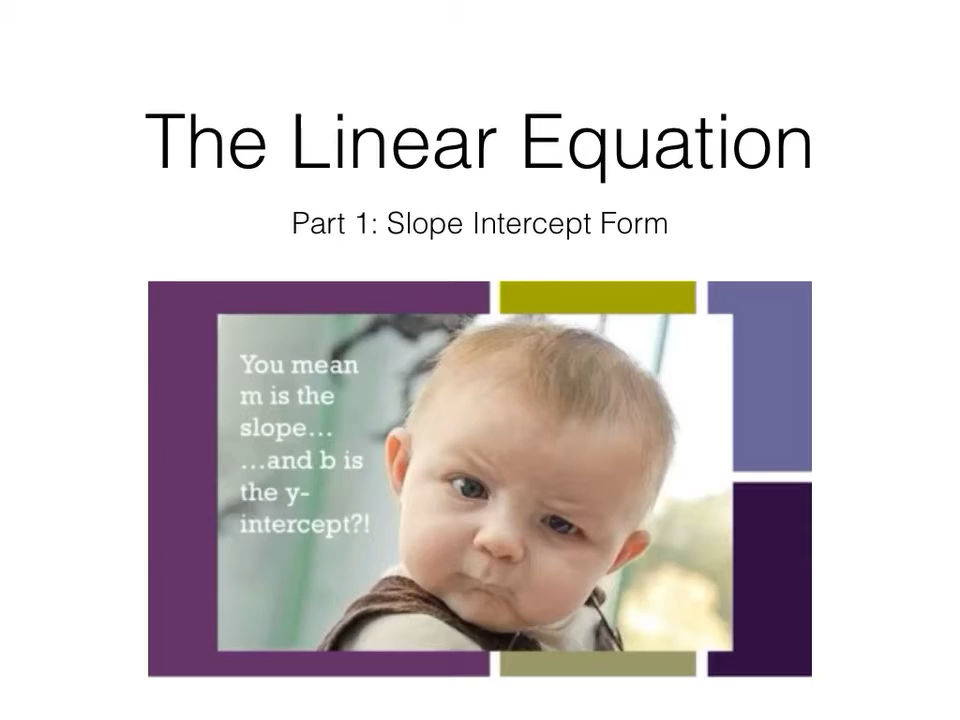 The Linear Equation
Part 1: Slope Intercept Form
You mean
m is the
slope...
...and b is
the y-
intercept?!